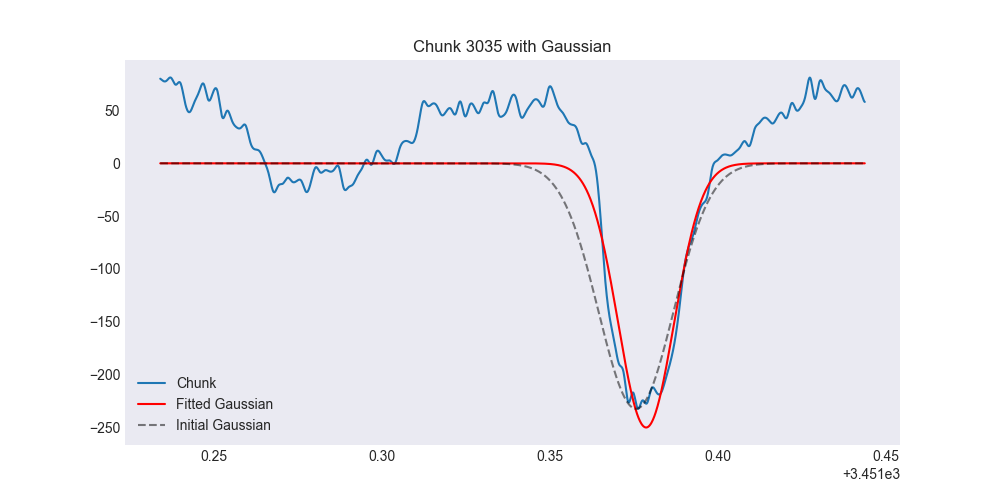 Chunk 3035 with Gaussian
50
0
−50
−100
−150
−200
−250
Chunk
Fitted Gaussian
Initial Gaussian
0.25 0.30 0.35 0.40 0.45
+3.451e3